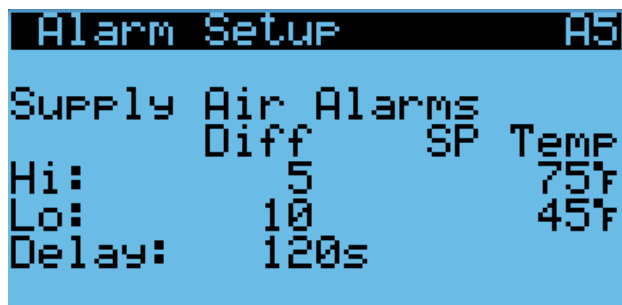 Alarm Setup A5
Supply Air Alarms
Diff SP Temp
Hi: 5 75°F
Lo: 10 45°F
Delay: 120s